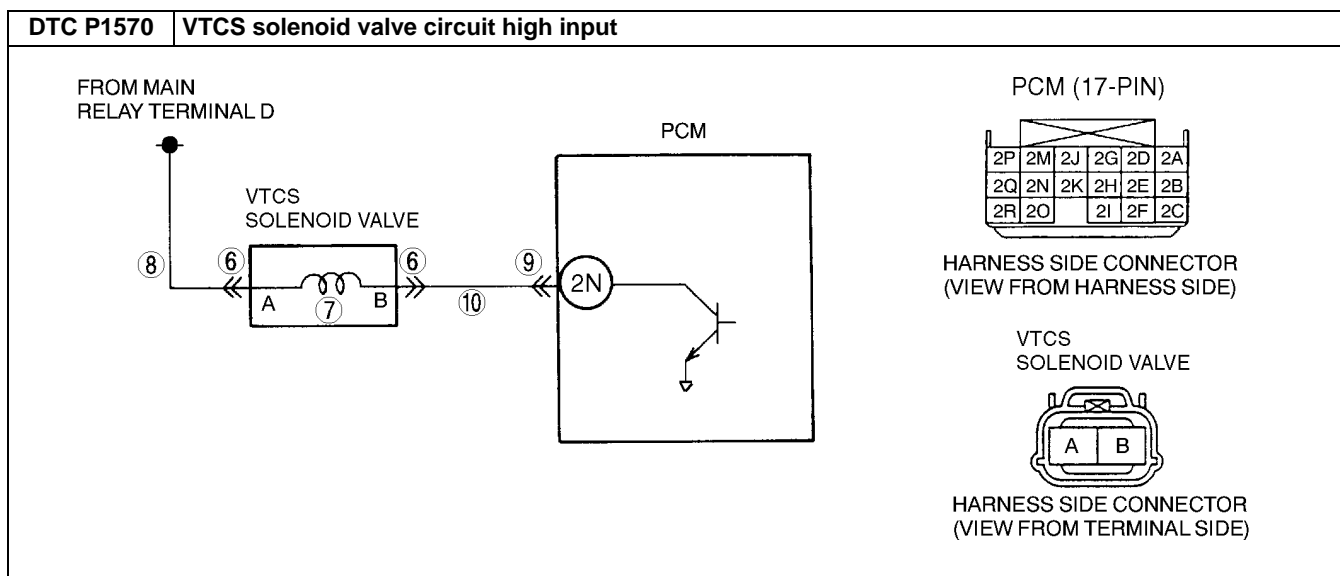 DTC P1570 VTCS solenoid valve circuit high input
FROM MAIN
RELAY TERMINAL D
VTCS
SOLENOID VALVE
PCM
8
6
A
7
B
6
10
9
2N
PCM (17-PIN)
2P 2M 2J 2G 2D 2A
2Q 2N 2K 2H 2E 2B
2R 2O 2I 2F 2C
HARNESS SIDE CONNECTOR
(VIEW FROM HARNESS SIDE)
VTCS
SOLENOID VALVE
A B
HARNESS SIDE CONNECTOR
(VIEW FROM TERMINAL SIDE)